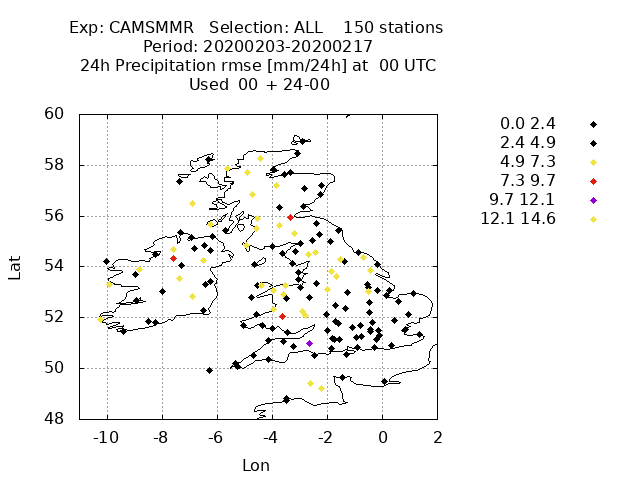 Exp: CAMSMMR Selection: ALL 150 stations
Period: 20200203-20200217
24h Precipitation rmse [mm/24h] at 00 UTC
Used 00 + 24-00
60
58
56
54
52
50
48
-10 -8 -6 -4 -2 0 2
Lat
Lon
0.0 2.4
2.4 4.9
4.9 7.3
7.3 9.7
9.7 12.1
12.1 14.6